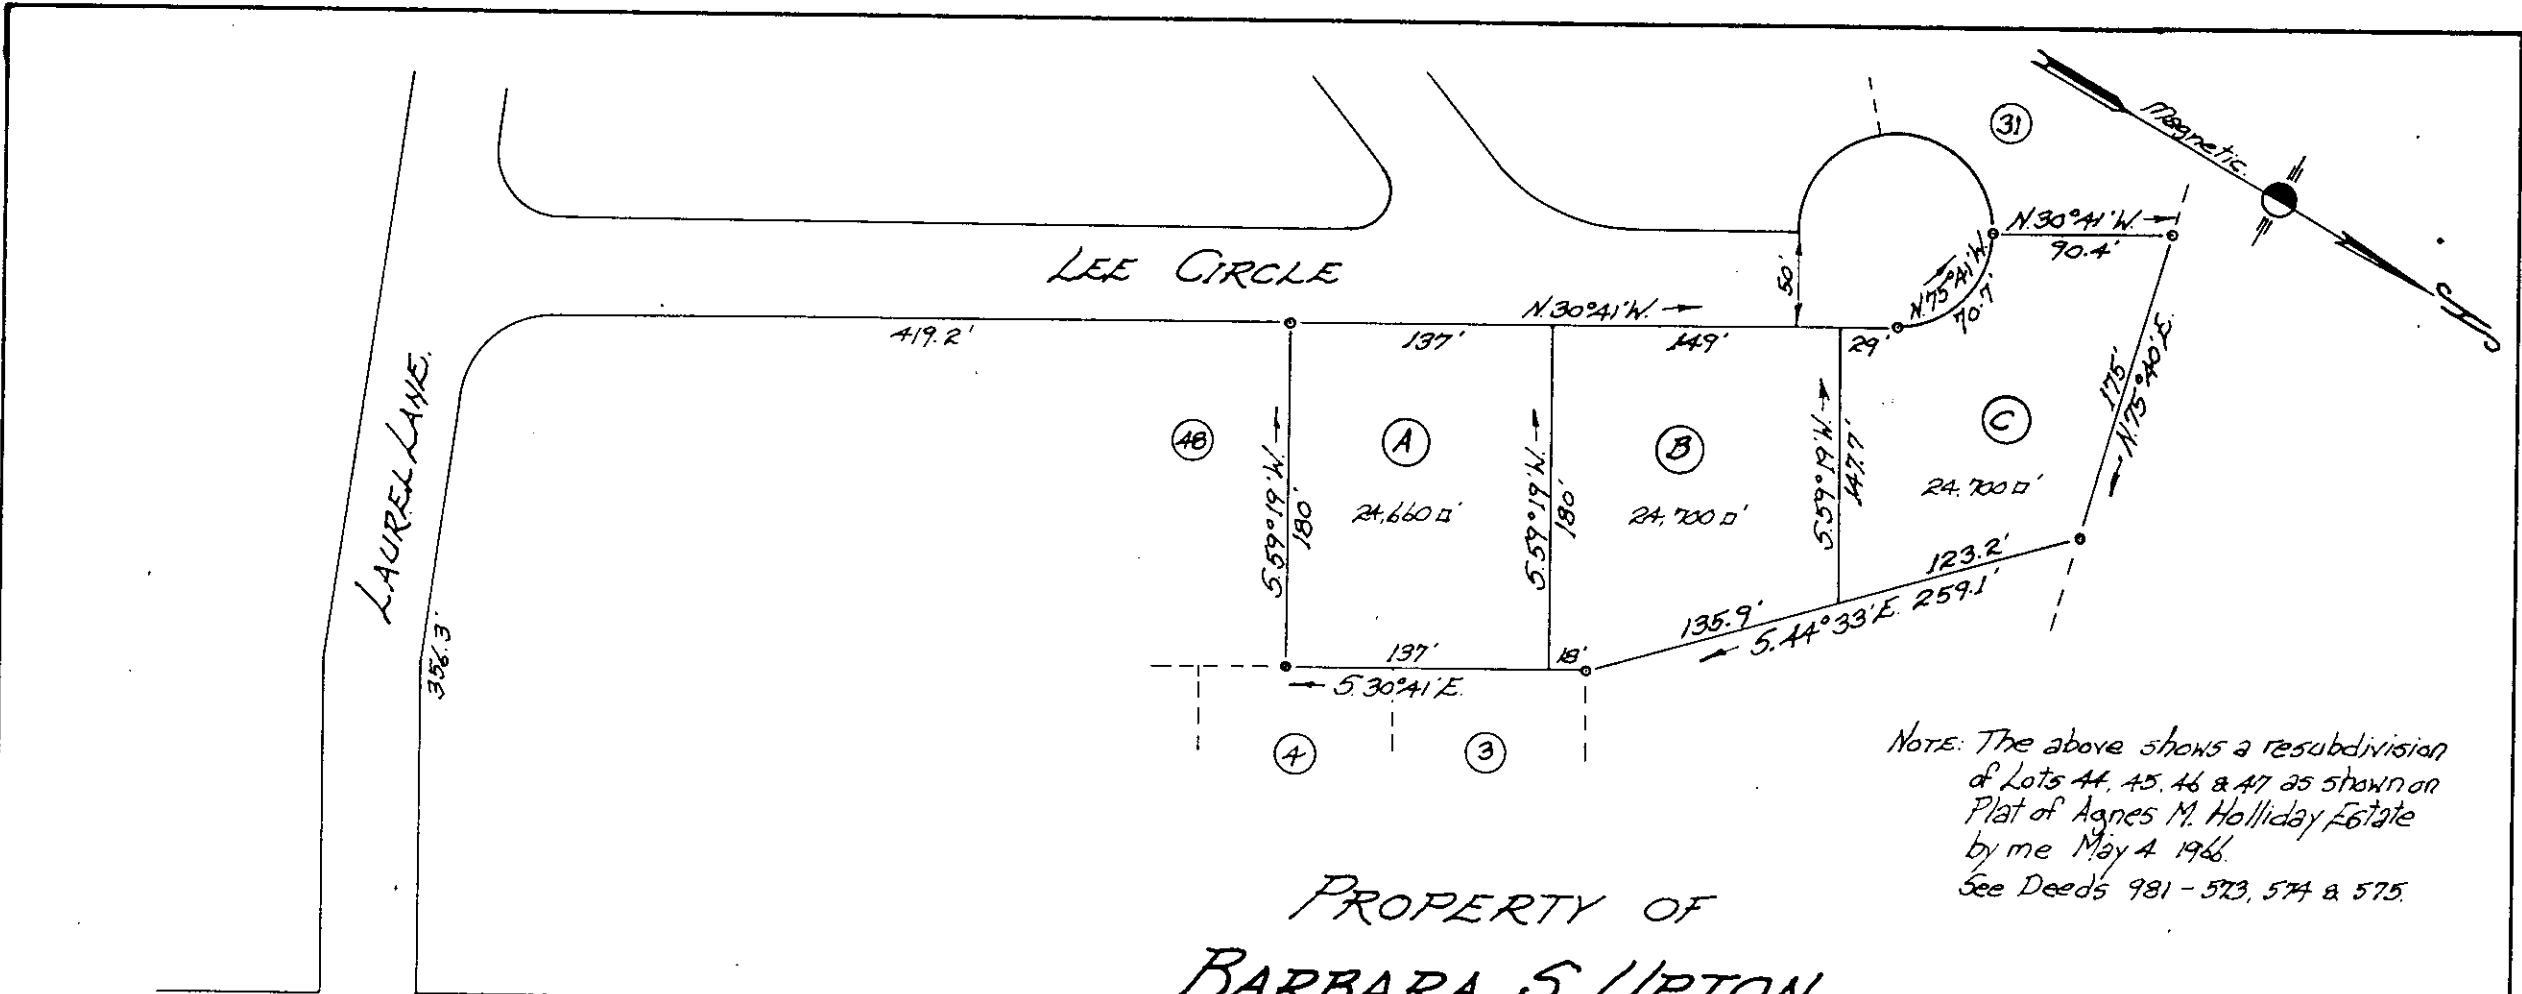 Magnetic.
31
N.30°41'W.
90.4'
N.75°41'W.
70.7'
50'
LEE CIRCLE
N.30°41'W.
419.2'
137'
149'
29'
175'
N.75°40'E.
LAUREL LANE.
356.3'
48
A
B
C
S.59°19'W.
180'
24,660 □'
S.59°19'W.
180'
24,700 □'
S.59°19'W.
147.7'
24,700 □'
123.2'
135.9'
S.44°33'E. 259.1'
137'
18'
S.30°41'E.
4
3
NOTE: The above shows a resubdivision
of Lots 44, 45, 46 & 47 as shown on
Plat of Agnes M. Holliday Estate
by me May 4 1966.
See Deeds 981-573, 574 & 575.
PROPERTY OF
BARBARA S. UPTON